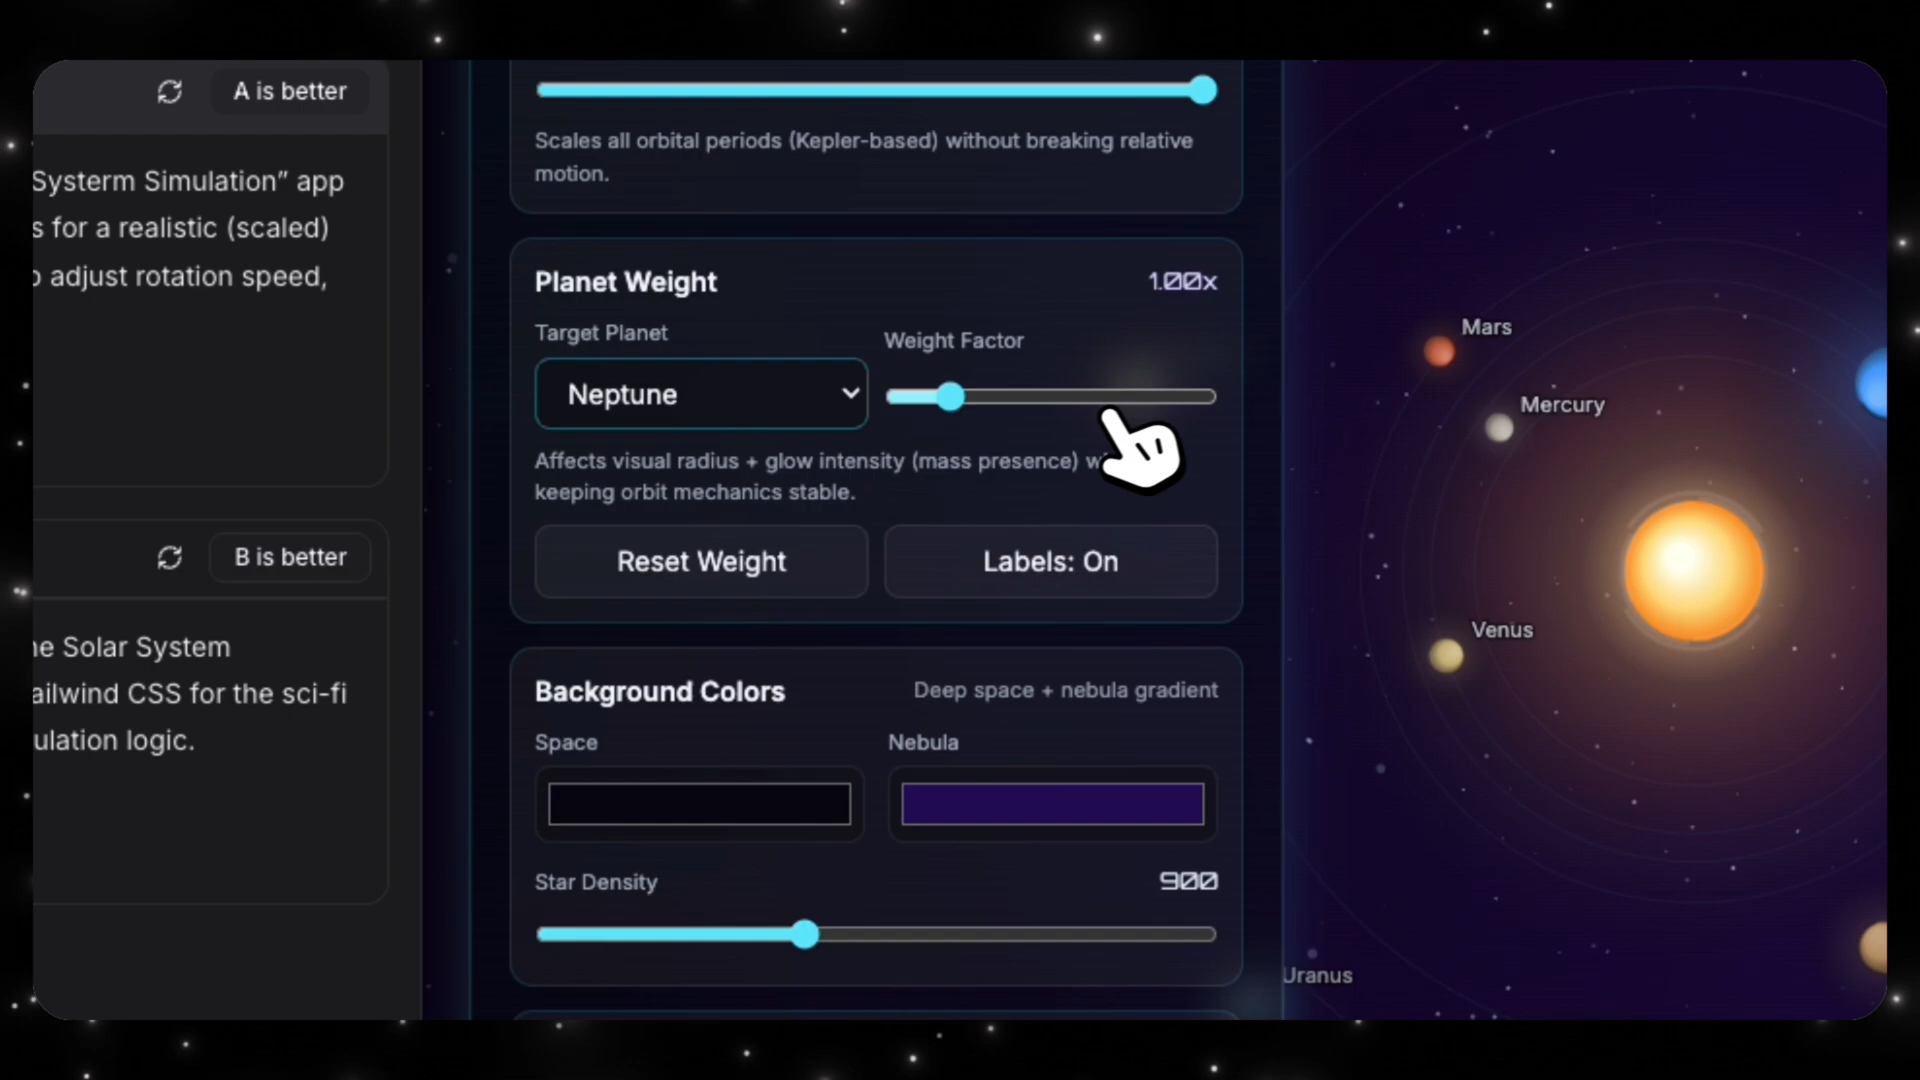 A is better
Systerm Simulation” app
s for a realistic (scaled)
adjust rotation speed,
B is better
Solar System
CSS for the sci-fi
logic.
Scales all orbital periods (Kepler-based) without breaking relative
motion.
Planet Weight
1.00x
Target Planet
Weight Factor
Neptune
Affects visual radius + glow intensity (mass presence)
keeping orbit mechanics stable.
Reset Weight
Labels: On
Background Colors
Deep space + nebula gradient
Space
Nebula
Star Density
900
Mars
Mercury
Venus
Uranus